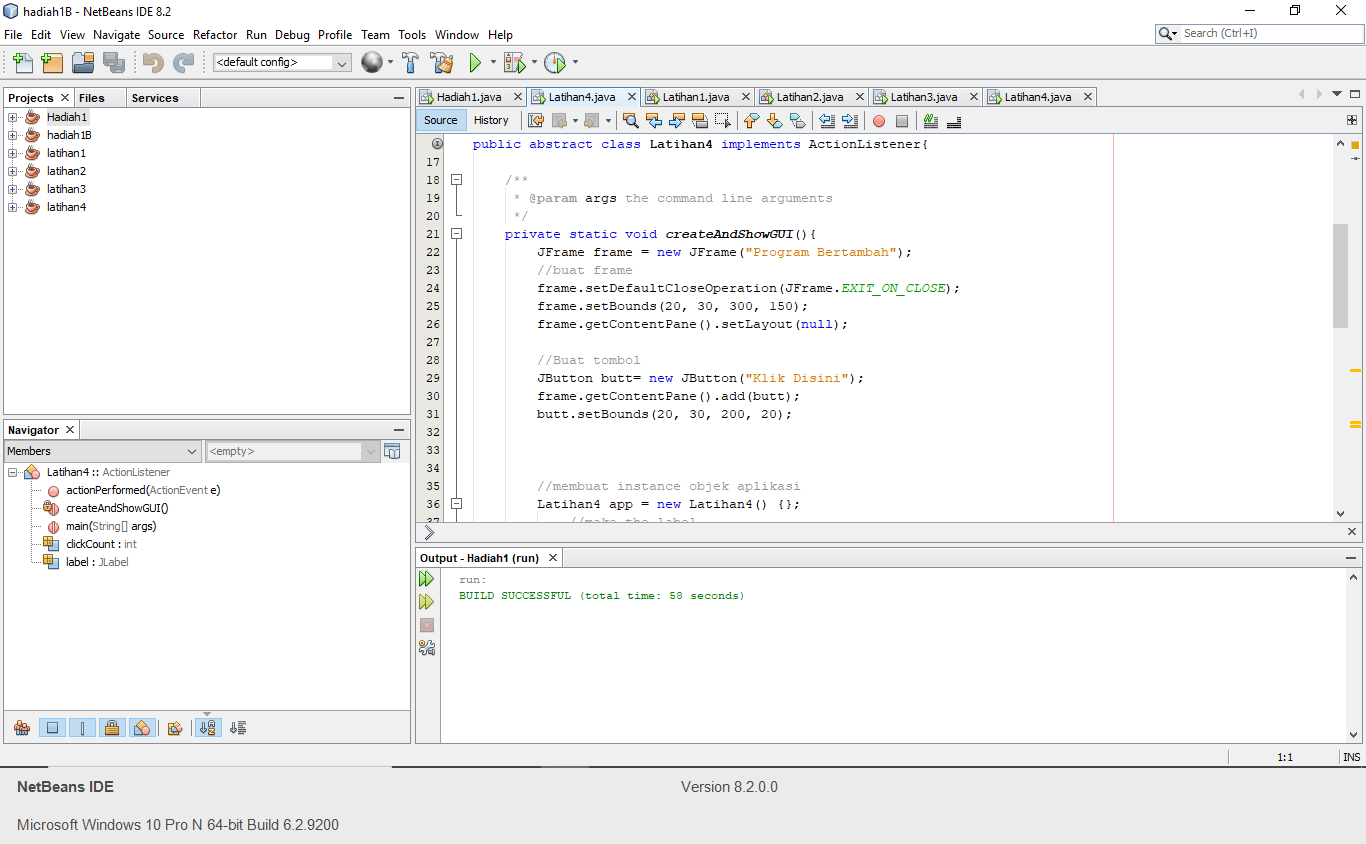 hadiah1B - NetBeans IDE 8.2
File Edit View Navigate Source Refactor Run Debug Profile Team Tools Window Help
Search (Ctrl+I)
<default config>
Projects Files Services
Hadiah1
hadiah1B
latihan1
latihan2
latihan3
latihan4
Navigator
Members
<empty>
Latihan4 :: ActionListener
actionPerformed(ActionEvent e)
createAndShowGUI()
main(String[] args)
clickCount : int
label : JLabel
Hadiah1.java Latihan4.java Latihan1.java Latihan2.java Latihan3.java Latihan4.java
Source History
public abstract class Latihan4 implements ActionListener{
17
18 /**
19 * @param args the command line arguments
20 */
21 private static void createAndShowGUI(){
22 JFrame frame = new JFrame("Program Bertambah");
23 //buat frame
24 frame.setDefaultCloseOperation(JFrame.EXIT_ON_CLOSE);
25 frame.setBounds(20, 30, 300, 150);
26 frame.getContentPane().setLayout(null);
27
28 //Buat tombol
29 JButton butt= new JButton("Klik Disini");
30 frame.getContentPane().add(butt);
31 butt.setBounds(20, 30, 200, 20);
32
33
34
35 //membuat instance objek aplikasi
36 Latihan4 app = new Latihan4() {};
37 //make the label
Output - Hadiah1 (run)
run:
BUILD SUCCESSFUL (total time: 58 seconds)
1:1 INS
NetBeans IDE Version 8.2.0.0
Microsoft Windows 10 Pro N 64-bit Build 6.2.9200